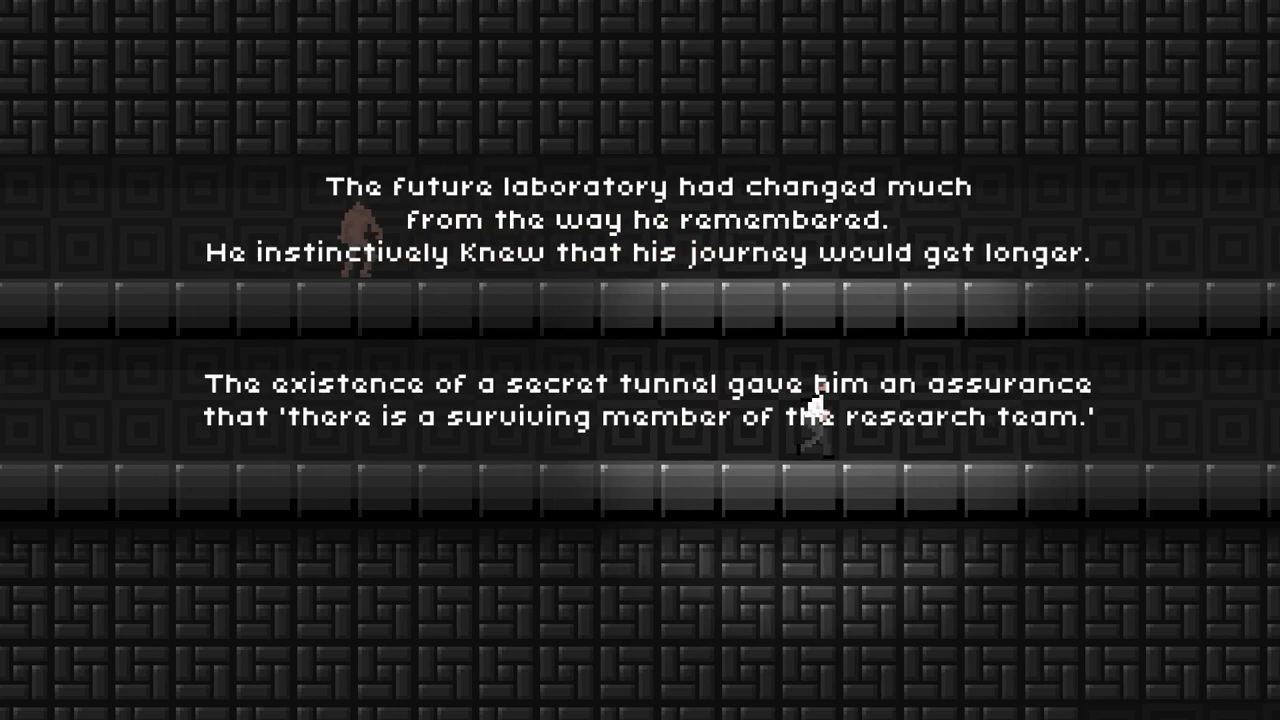 The future laboratory had changed much
from the way he remembered.
He instinctively knew that his journey would get longer.
The existence of a secret tunnel gave him an assurance
that 'there is a surviving member of the research team.'